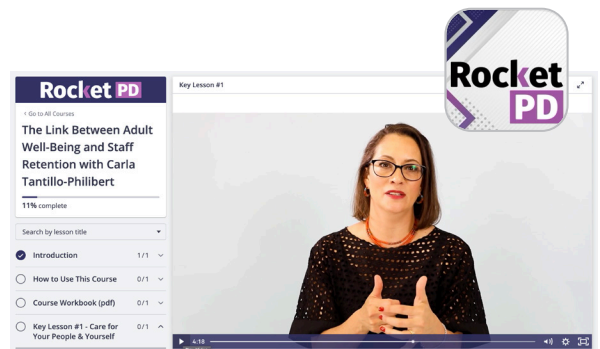 Rocket PD
Rocket
PD
‹ Go to All Courses
The Link Between Adult
Well-Being and Staff
Retention with Carla
Tantillo-Philibert
11% complete
Search by lesson title
Introduction 1/1
How to Use This Course 0/1
Course Workbook (pdf) 0/1
Key Lesson #1 - Care for 0/1
Your People & Yourself
Key Lesson #1
4:18